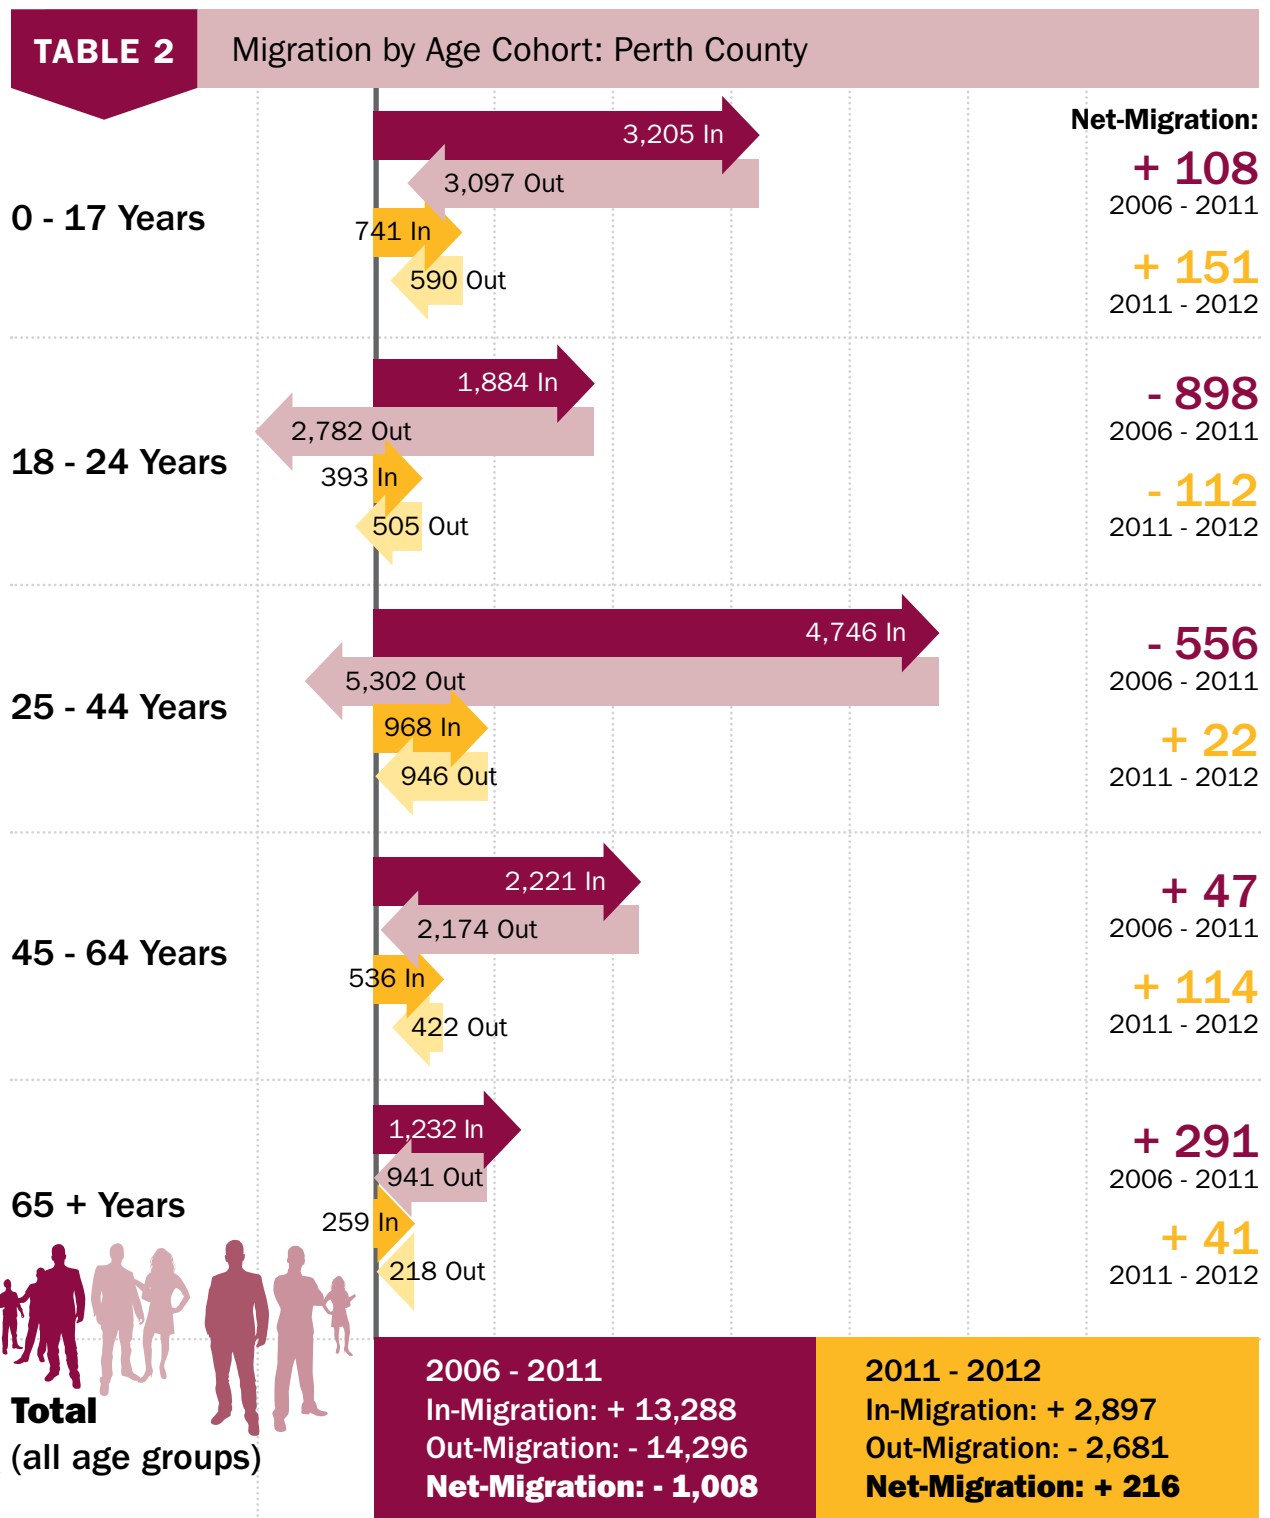 TABLE 2
Migration by Age Cohort: Perth County
Net-Migration:
0 - 17 Years
3,205 In
3,097 Out
741 In
590 Out
+ 108
2006 - 2011
+ 151
2011 - 2012
18 - 24 Years
1,884 In
2,782 Out
393 In
505 Out
- 898
2006 - 2011
- 112
2011 - 2012
25 - 44 Years
4,746 In
5,302 Out
968 In
946 Out
- 556
2006 - 2011
+ 22
2011 - 2012
45 - 64 Years
2,221 In
2,174 Out
536 In
422 Out
+ 47
2006 - 2011
+ 114
2011 - 2012
65 + Years
1,232 In
941 Out
259 In
218 Out
+ 291
2006 - 2011
+ 41
2011 - 2012
Total
(all age groups)
2006 - 2011
In-Migration: + 13,288
Out-Migration: - 14,296
Net-Migration: - 1,008
2011 - 2012
In-Migration: + 2,897
Out-Migration: - 2,681
Net-Migration: + 216